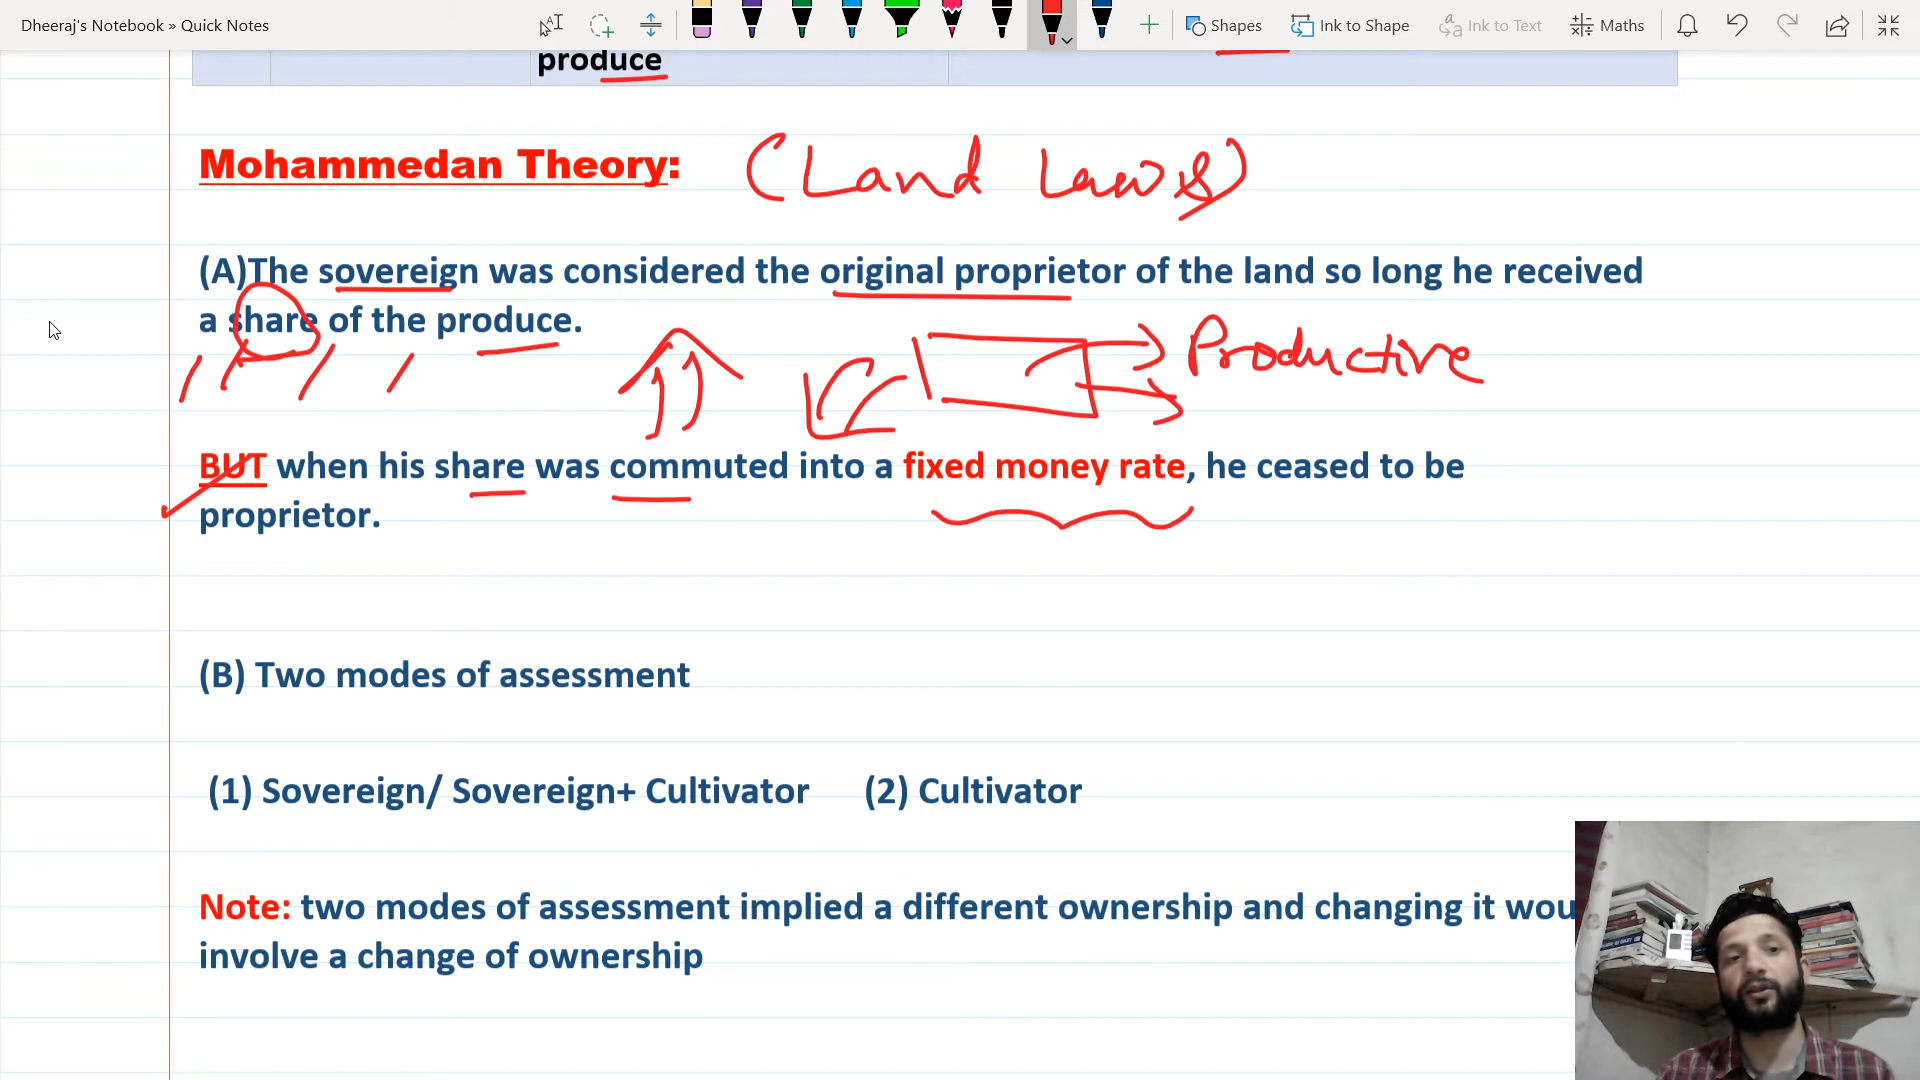 Dheeraj's Notebook » Quick Notes
Shapes Ink to Shape Ink to Text Maths
produce
Mohammedan Theory: (Land Laws)
(A)The sovereign was considered the original proprietor of the land so long he received
a share of the produce.
Productive
BUT when his share was commuted into a fixed money rate, he ceased to be
proprietor.
(B) Two modes of assessment
(1) Sovereign/ Sovereign+ Cultivator (2) Cultivator
Note: two modes of assessment implied a different ownership and changing it wou
involve a change of ownership